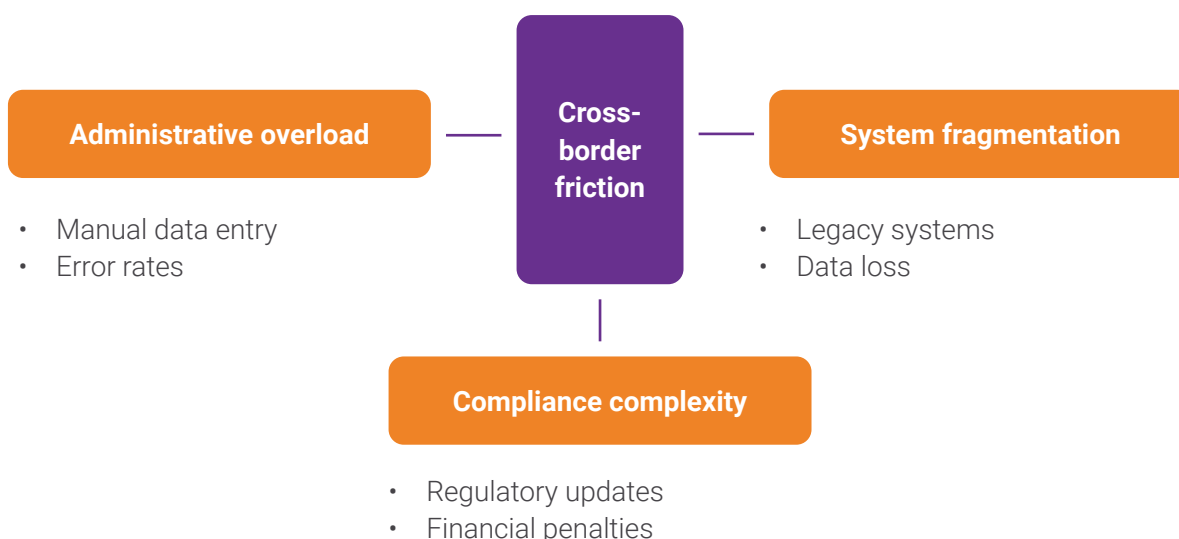 Cross-
border
friction
Administrative overload
• Manual data entry
• Error rates
System fragmentation
• Legacy systems
• Data loss
Compliance complexity
• Regulatory updates
• Financial penalties